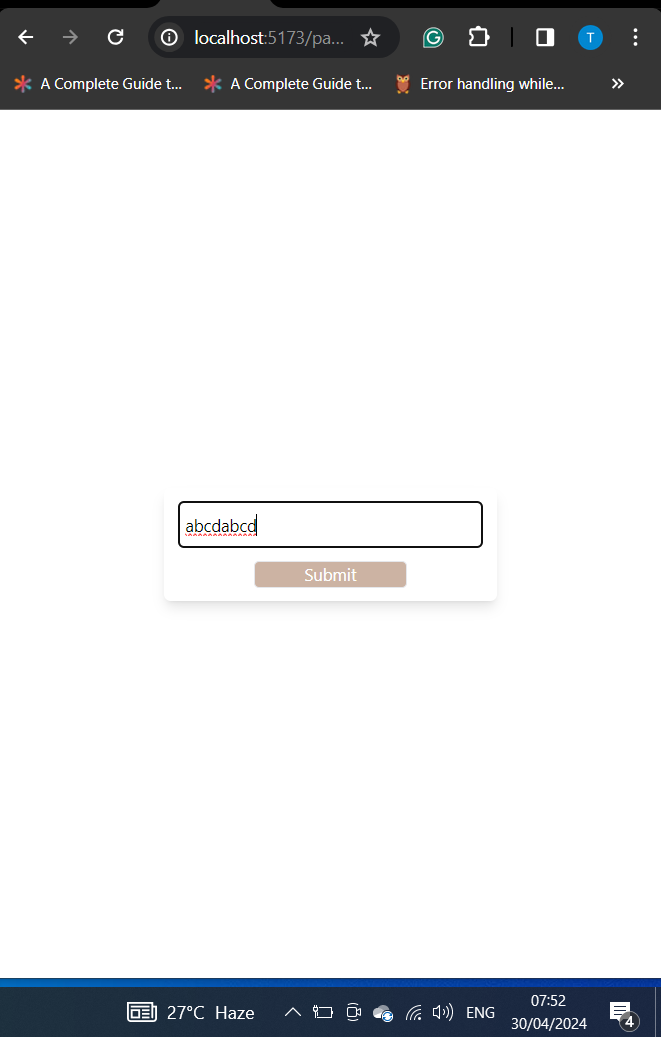 localhost:5173/pa...
T
A Complete Guide t...
A Complete Guide t...
Error handling while...
abcdabcd
Submit
27°C Haze
ENG
07:52
30/04/2024
4